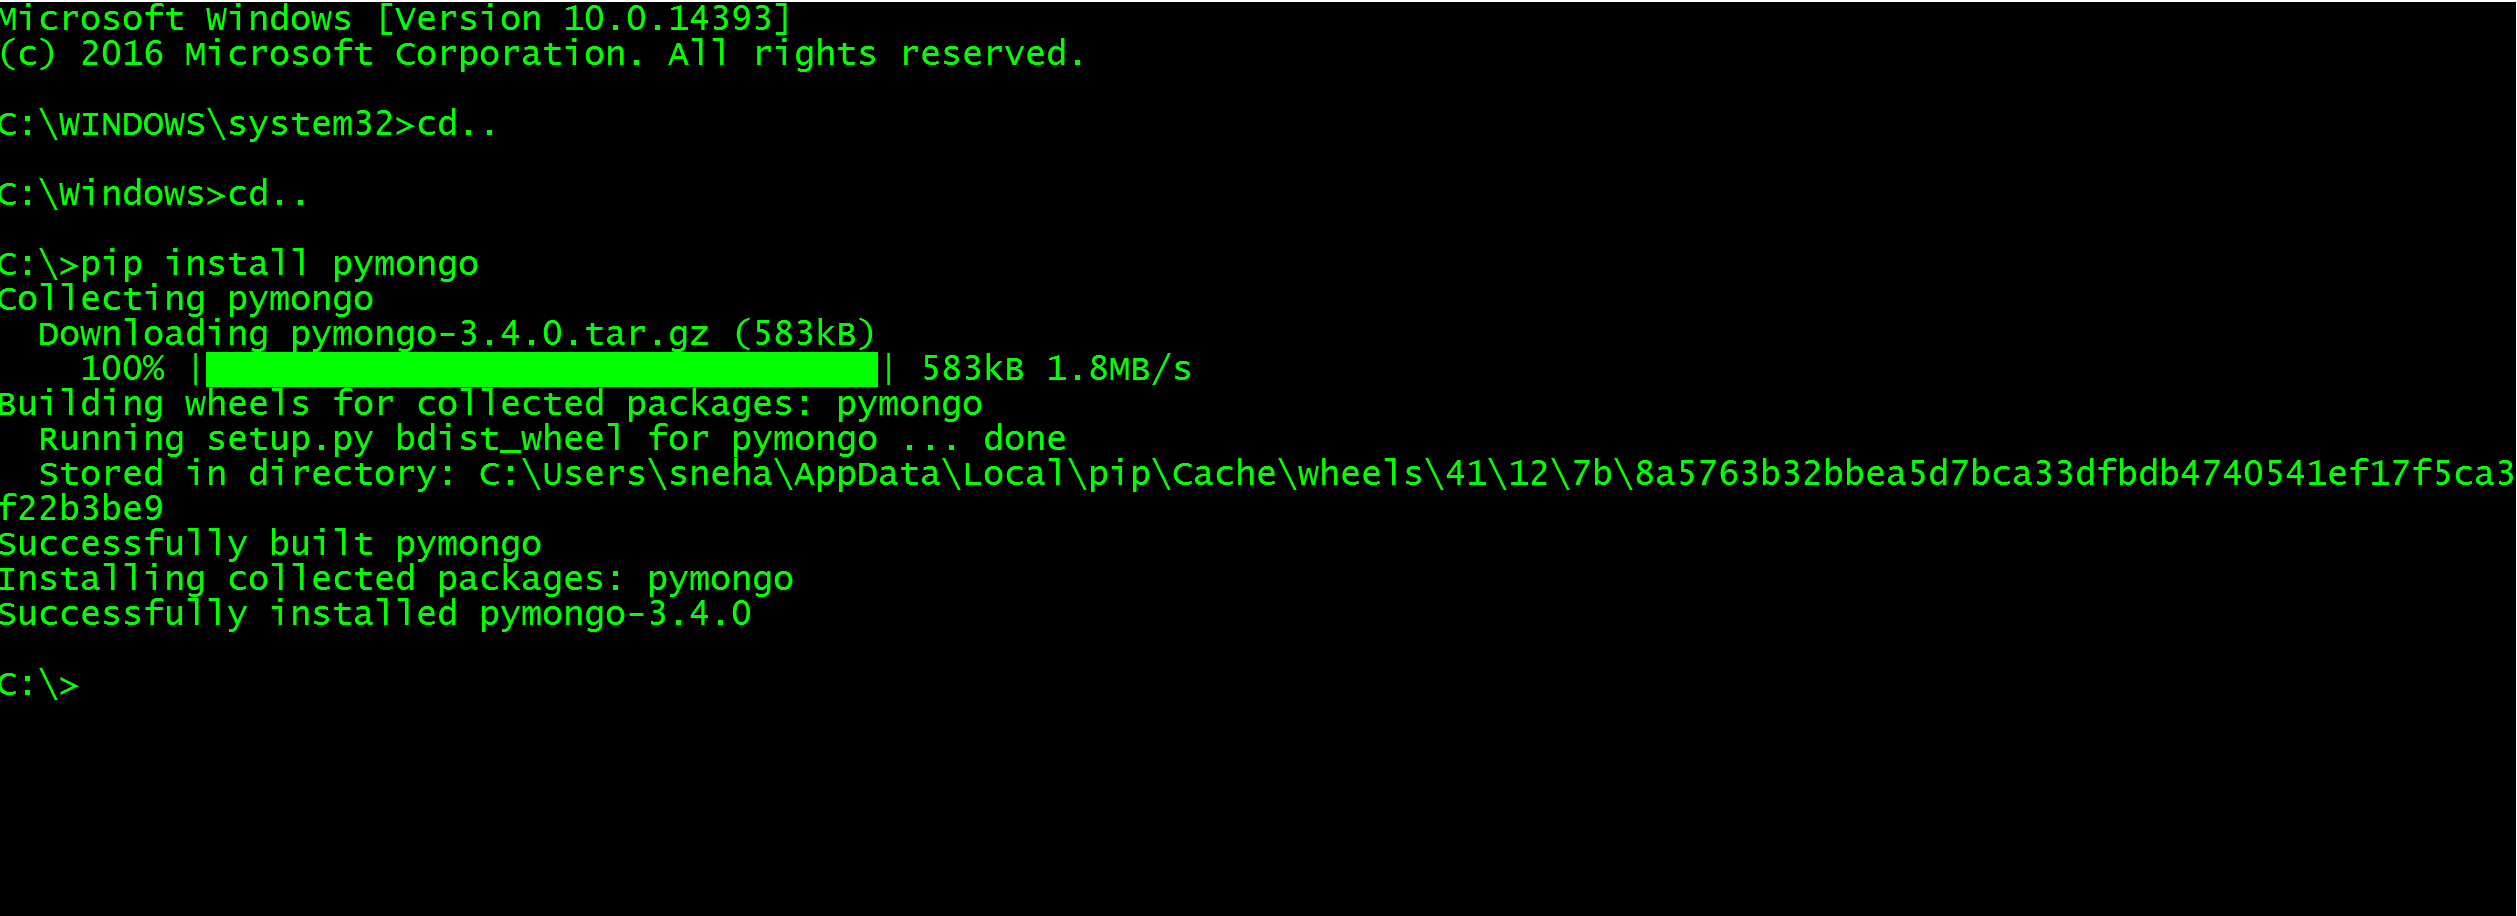 Microsoft Windows [Version 10.0.14393]
(c) 2016 Microsoft Corporation. All rights reserved.
C:\WINDOWS\system32>cd..
C:\Windows>cd..
C:\>pip install pymongo
Collecting pymongo
  Downloading pymongo-3.4.0.tar.gz (583kB)
    100% |████████████████████████████████| 583kB 1.8MB/s
Building wheels for collected packages: pymongo
  Running setup.py bdist_wheel for pymongo ... done
  Stored in directory: C:\Users\sneha\AppData\Local\pip\Cache\wheels\41\12\7b\8a5763b32bbea5d7bca33dfbdb4740541ef17f5ca3
f22b3be9
Successfully built pymongo
Installing collected packages: pymongo
Successfully installed pymongo-3.4.0
C:\>